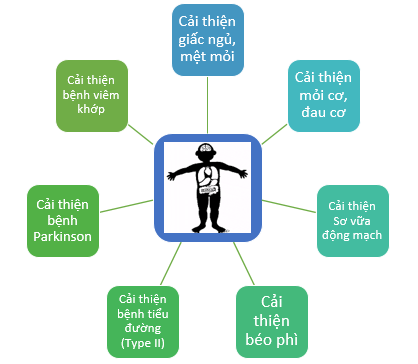 Cải thiện
giấc ngủ,
mệt mỏi
Cải thiện
mỏi cơ,
đau cơ
Cải thiện
Sơ vữa
động mạch
Cải
thiện
béo phì
Cải thiện
bệnh tiểu
đường
(Type II)
Cải thiện
bệnh
Parkinson
Cải thiện
bệnh viêm
khớp